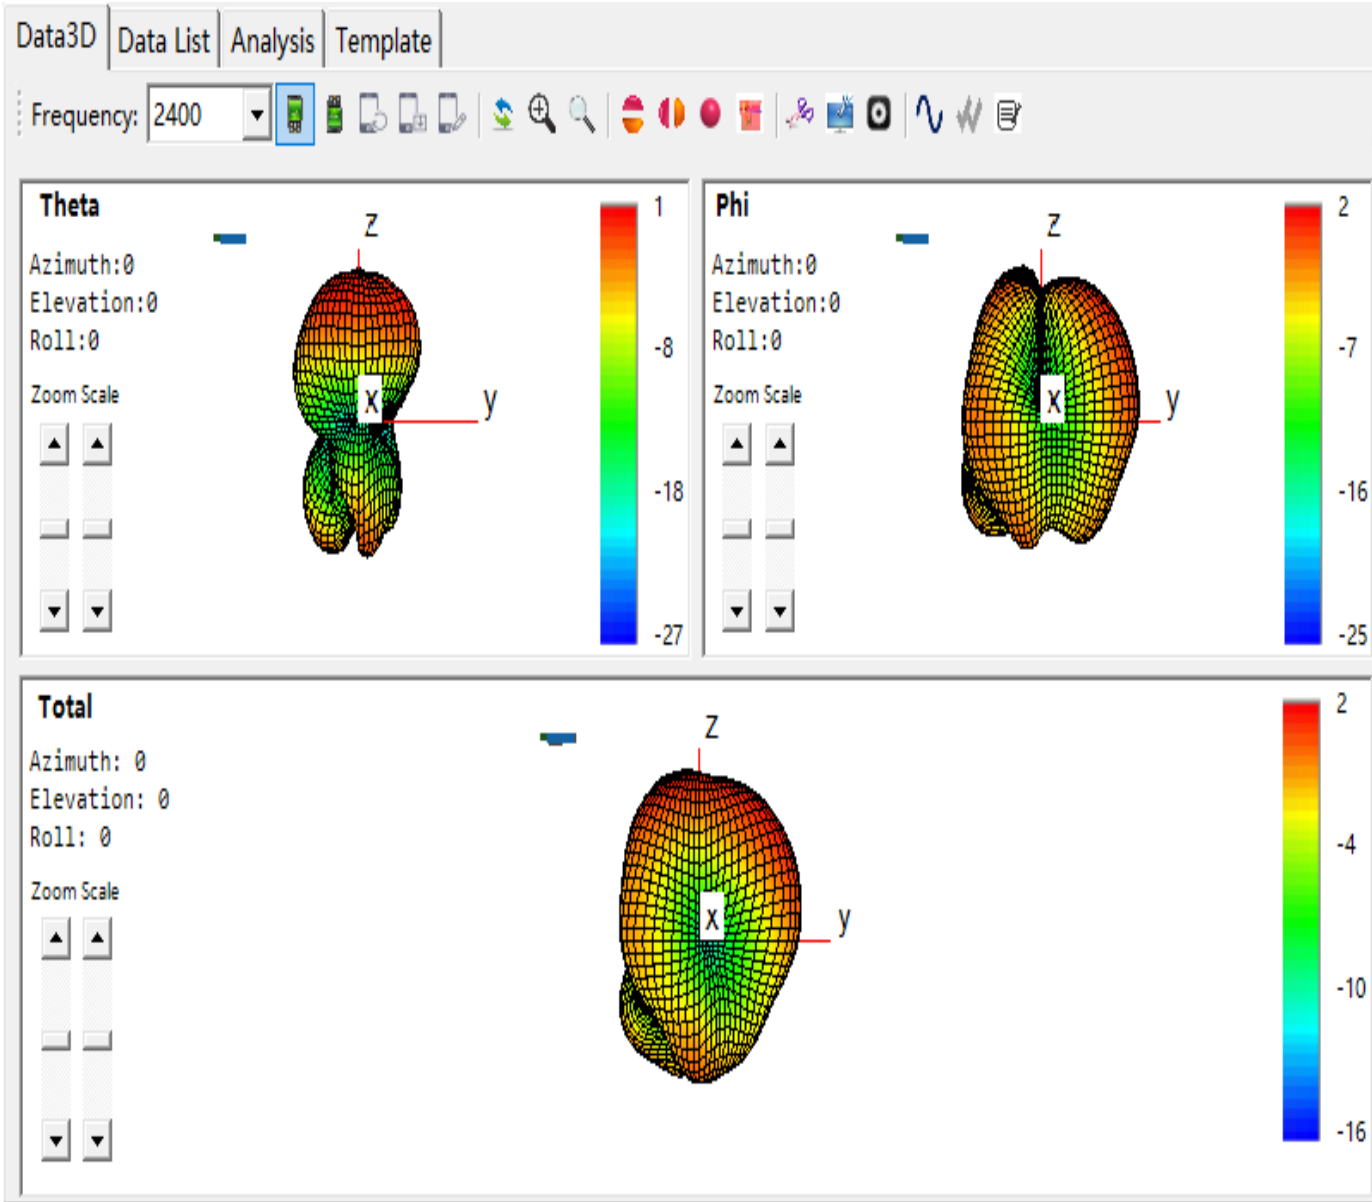 Data3D Data List Analysis Template
Frequency: 2400
Theta
Azimuth:0
Elevation:0
Roll:0
Zoom Scale
z
x
y
1
-8
-18
-27
Phi
Azimuth:0
Elevation:0
Roll:0
Zoom Scale
z
x
y
2
-7
-16
-25
Total
Azimuth: 0
Elevation: 0
Roll: 0
Zoom Scale
z
x
y
2
-4
-10
-16